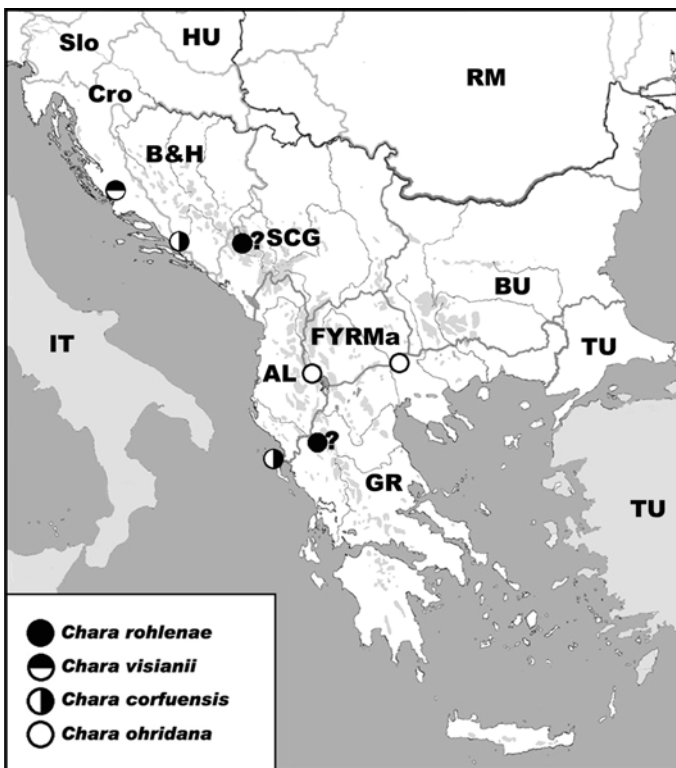 Slo
HU
RM
Cro
B&H
?
SCG
BU
IT
FYRMa
TU
AL
?
GR
TU
Chara rohlenae
Chara visianii
Chara corfuensis
Chara ohridana